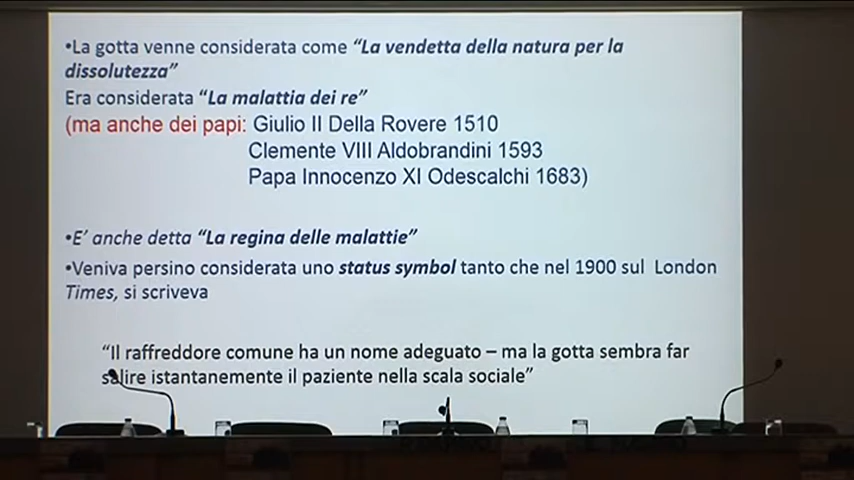 •La gotta venne considerata come “La vendetta della natura per la
dissolutezza”
Era considerata “La malattia dei re”
(ma anche dei papi: Giulio II Della Rovere 1510
Clemente VIII Aldobrandini 1593
Papa Innocenzo XI Odescalchi 1683)
•E’ anche detta “La regina delle malattie”
•Veniva persino considerata uno status symbol tanto che nel 1900 sul London
Times, si scriveva
“Il raffreddore comune ha un nome adeguato – ma la gotta sembra far
salire istantanemente il paziente nella scala sociale”